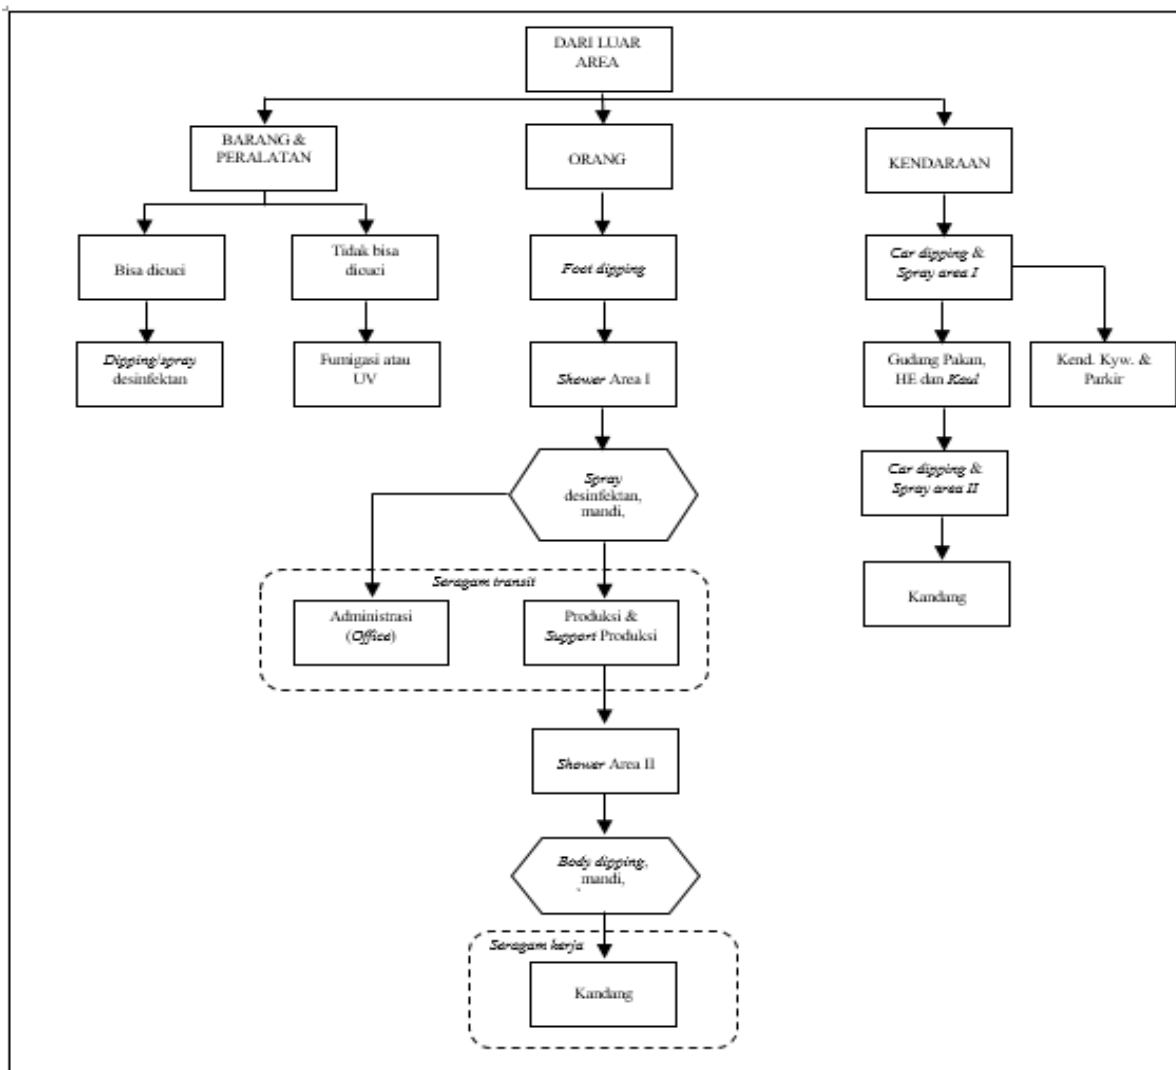 DARI LUAR
AREA
BARANG &
PERALATAN
ORANG
KENDARAAN
Bisa dicuci
Tidak bisa
dicuci
Foot dipping
Car dipping &
Spray area I
Dipping/spray
desinfektan
Fumigasi atau
UV
Shower Area I
Gudang Pakan,
HE dan Kaul
Kend. Kyw. &
Parkir
Spray
desinfektan,
mandi,
Car dipping &
Spray area II
Seragam transit
Administrasi
(Office)
Produksi &
Support Produksi
Kandang
Shower Area II
Body dipping,
mandi,
Seragam kerja
Kandang